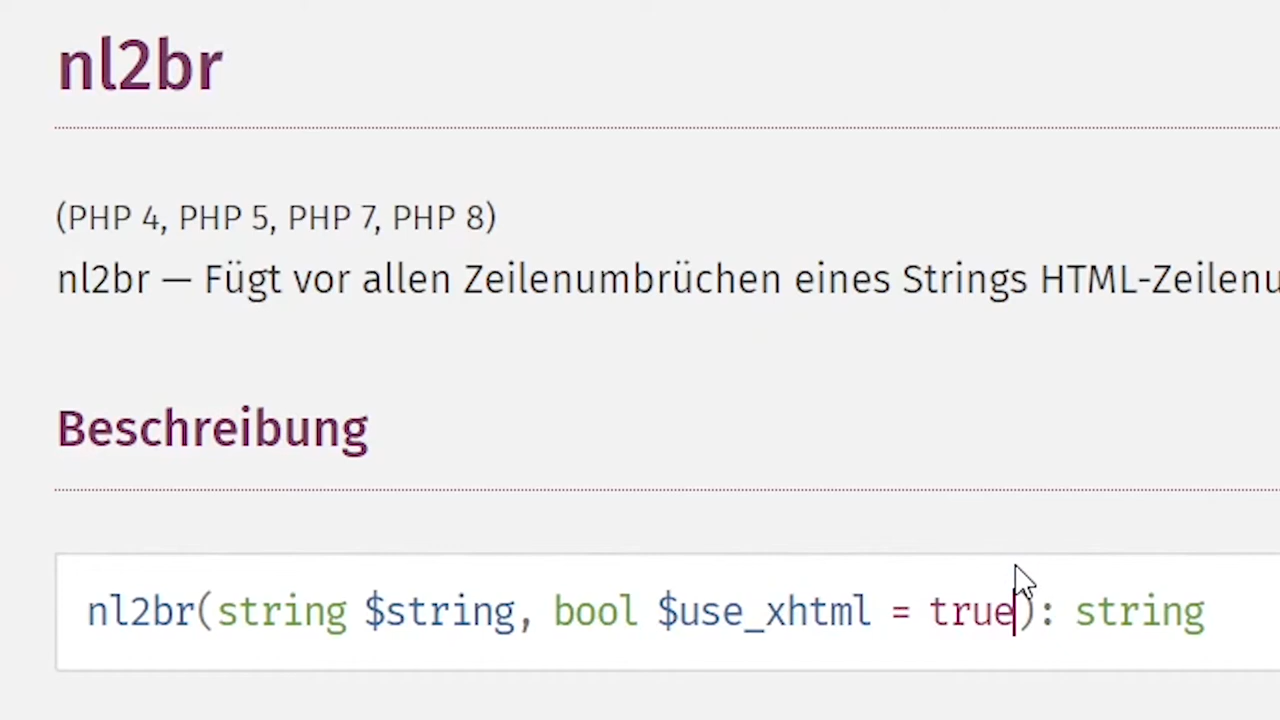 nl2br
(PHP 4, PHP 5, PHP 7, PHP 8)
nl2br — Fügt vor allen Zeilenumbrüchen eines Strings HTML-Zeilenu
Beschreibung
nl2br(string $string, bool $use_xhtml = true): string